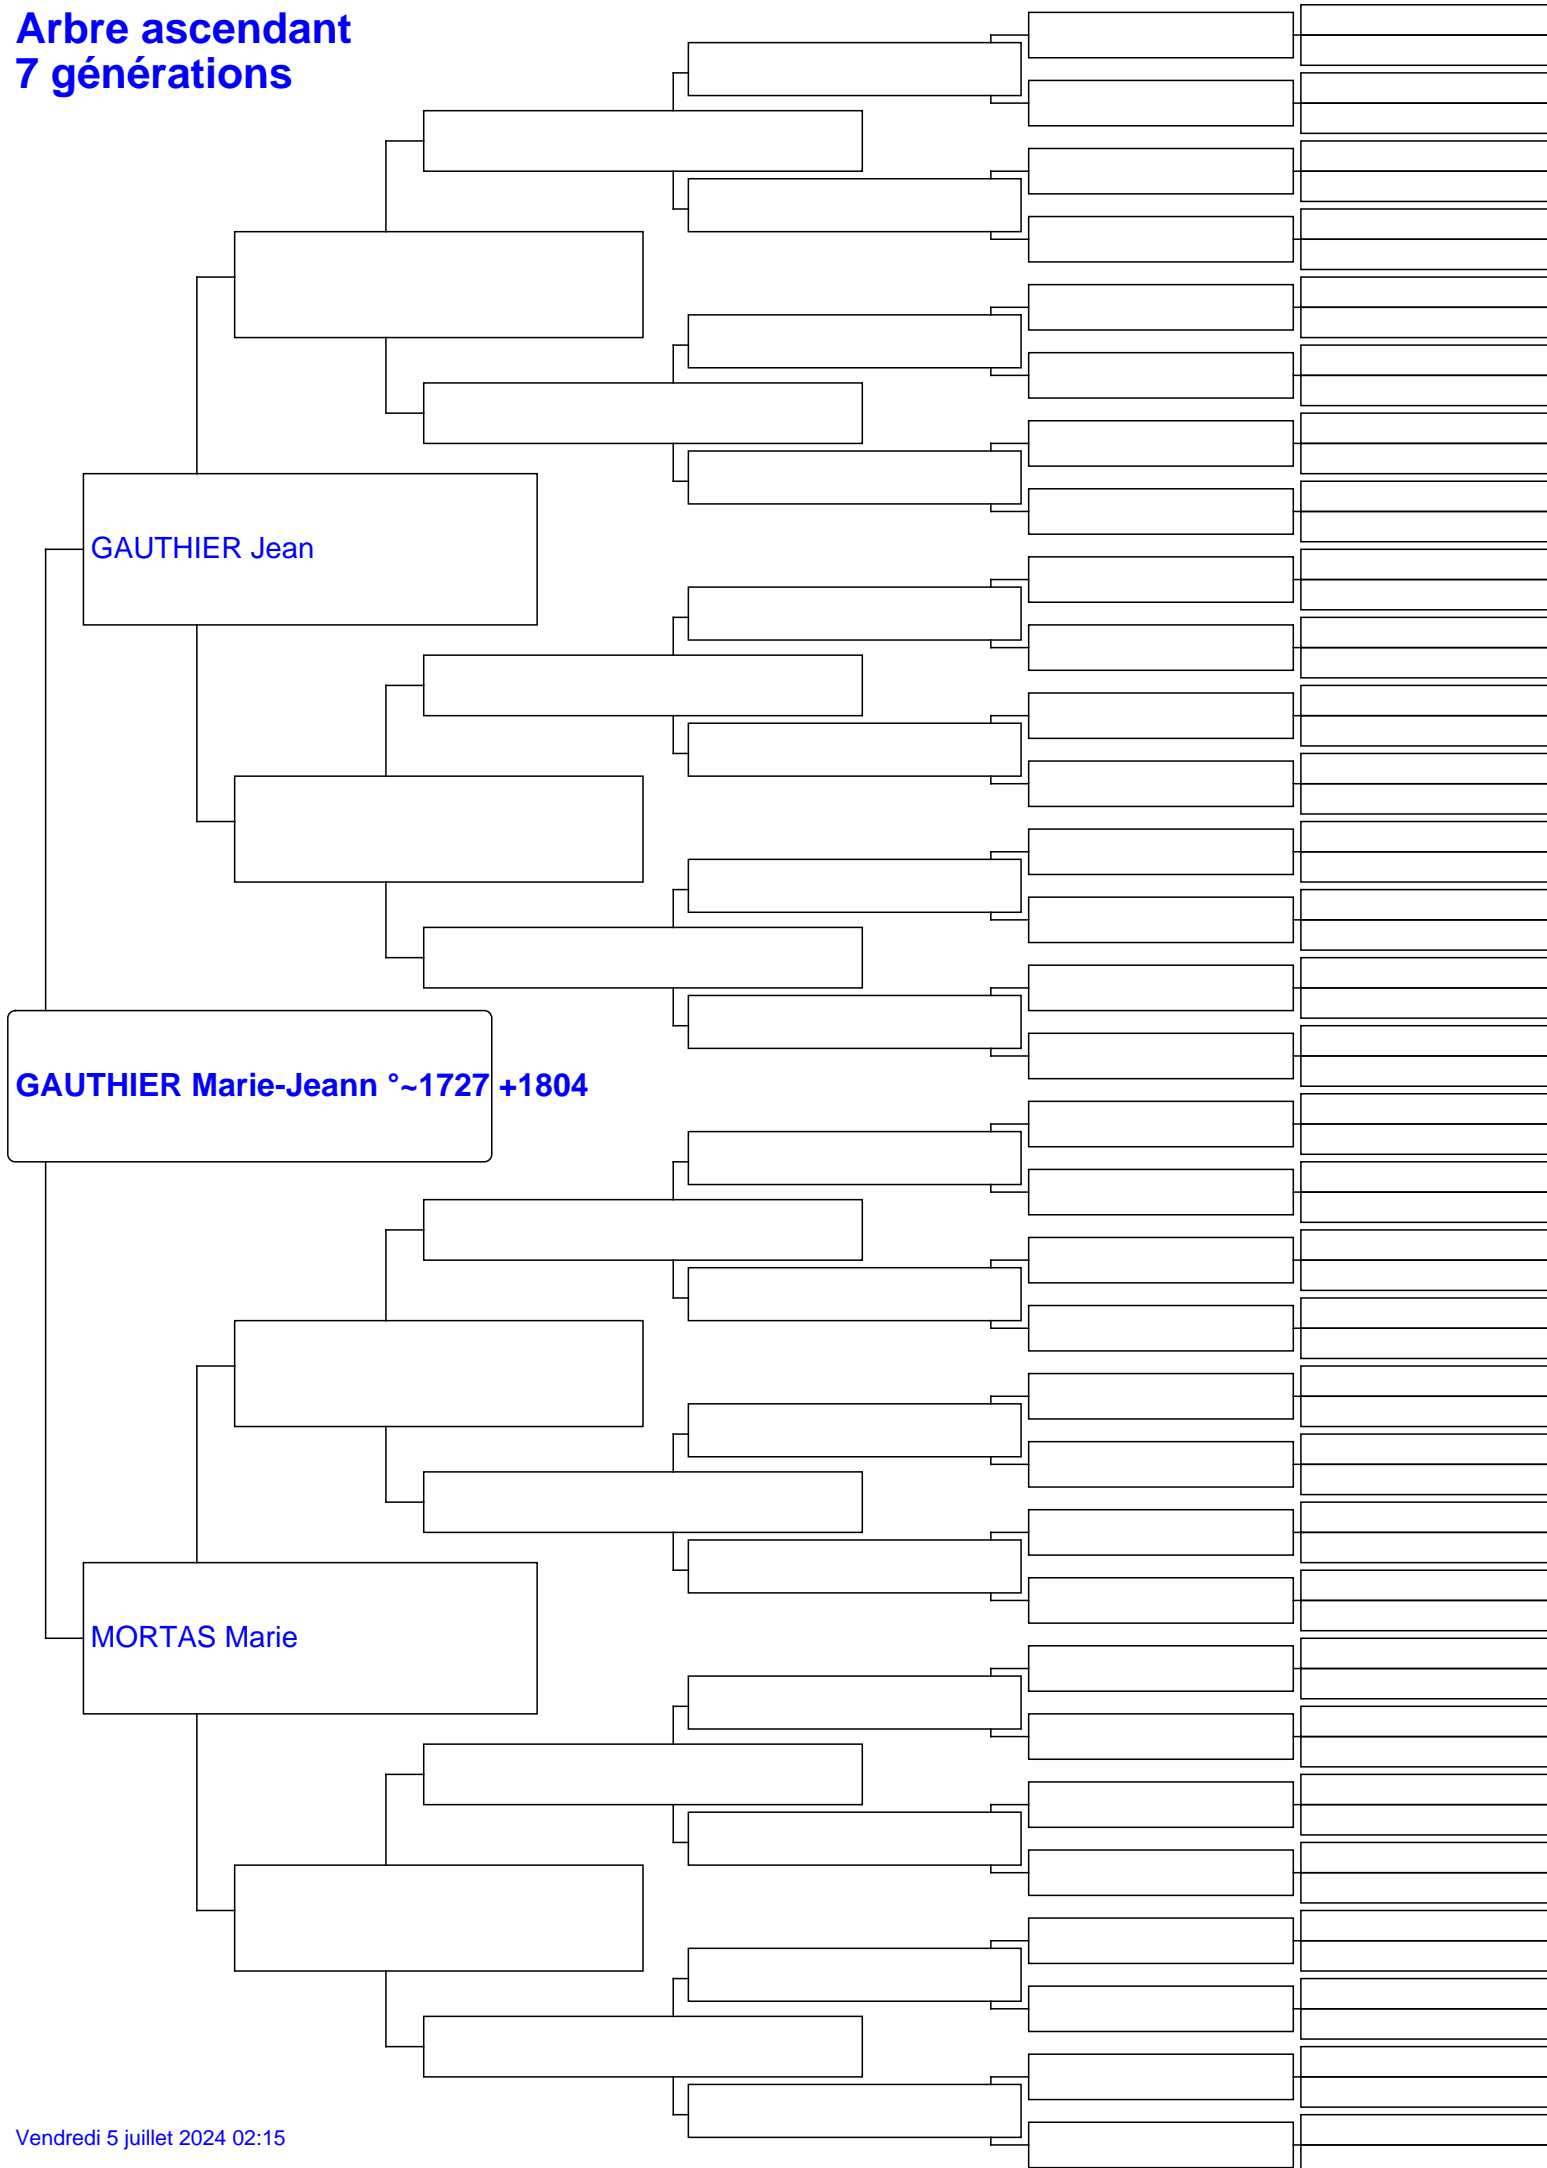 Arbre ascendant
7 générations
GAUTHIER Jean
GAUTHIER Marie-Jeann °~1727 +1804
MORTAS Marie
Vendredi 5 juillet 2024 02:15